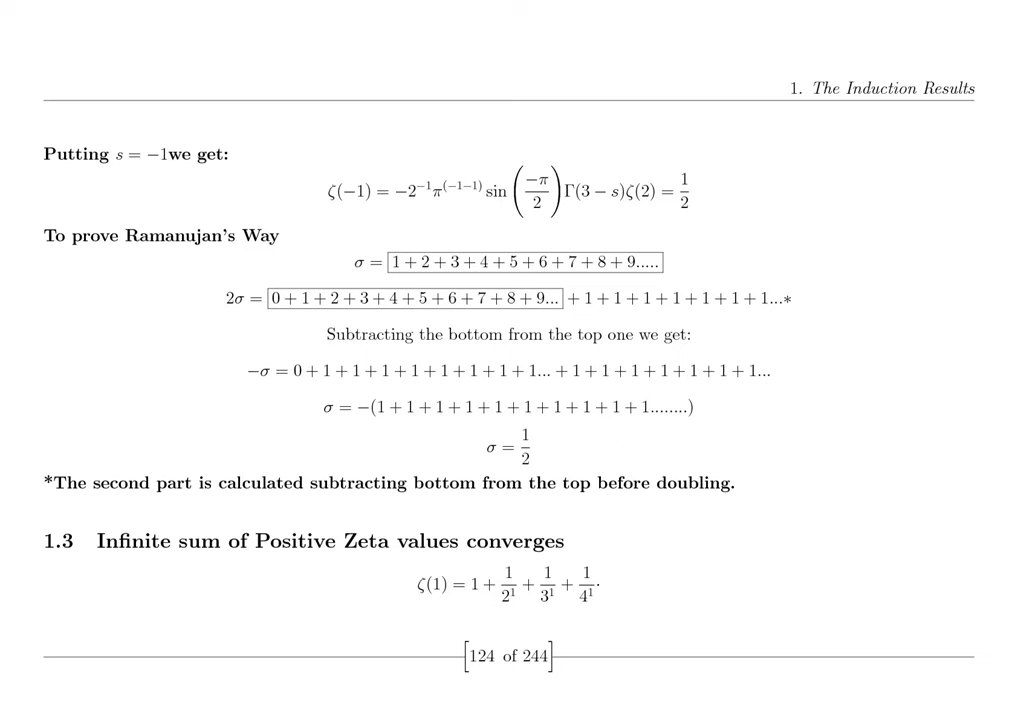 1. The Induction Results
Putting s = −1we get:
ζ(−1) = −2^{−1}π^{(−1−1)} sin(−π/2)Γ(3 − s)ζ(2) = 1/2
To prove Ramanujan's Way
σ = 1 + 2 + 3 + 4 + 5 + 6 + 7 + 8 + 9.....
2σ = 0 + 1 + 2 + 3 + 4 + 5 + 6 + 7 + 8 + 9... + 1 + 1 + 1 + 1 + 1 + 1 + 1...*
Subtracting the bottom from the top one we get:
−σ = 0 + 1 + 1 + 1 + 1 + 1 + 1 + 1 + 1... + 1 + 1 + 1 + 1 + 1 + 1 + 1...
σ = −(1 + 1 + 1 + 1 + 1 + 1 + 1 + 1 + 1 + 1........)
σ = 1/2
*The second part is calculated subtracting bottom from the top before doubling.
1.3 Infinite sum of Positive Zeta values converges
ζ(1) = 1 + 1/2^1 + 1/3^1 + 1/4^1.
124 of 244